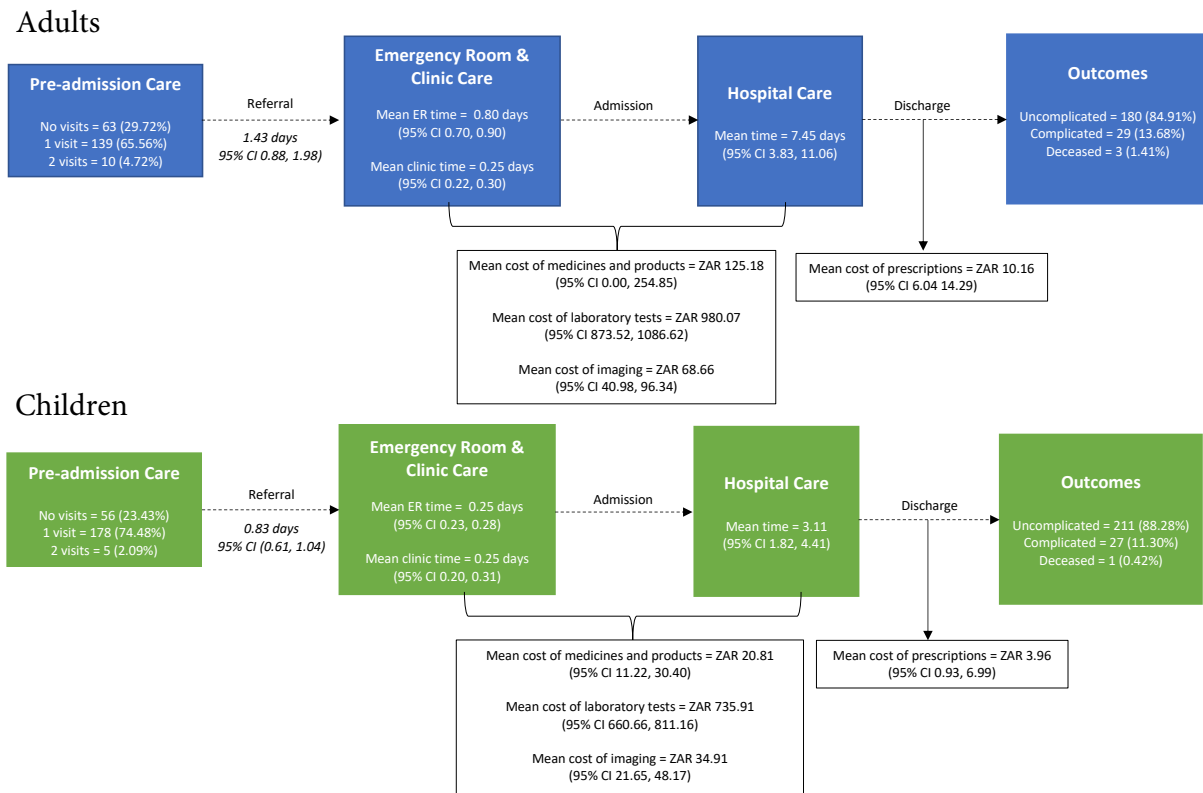 Adults
Pre-admission Care
No visits = 63 (29.72%)
1 visit = 139 (65.56%)
2 visits = 10 (4.72%)
Referral
1.43 days
95% CI 0.88, 1.98)
Emergency Room &
Clinic Care
Mean ER time = 0.80 days
(95% CI 0.70, 0.90)
Mean clinic time = 0.25 days
(95% CI 0.22, 0.30)
Admission
Hospital Care
Mean time = 7.45 days
(95% CI 3.83, 11.06)
Discharge
Outcomes
Uncomplicated = 180 (84.91%)
Complicated = 29 (13.68%)
Deceased = 3 (1.41%)
Mean cost of medicines and products = ZAR 125.18
(95% CI 0.00, 254.85)
Mean cost of laboratory tests = ZAR 980.07
(95% CI 873.52, 1086.62)
Mean cost of imaging = ZAR 68.66
(95% CI 40.98, 96.34)
Mean cost of prescriptions = ZAR 10.16
(95% CI 6.04 14.29)
Children
Pre-admission Care
No visits = 56 (23.43%)
1 visit = 178 (74.48%)
2 visits = 5 (2.09%)
Referral
0.83 days
95% CI (0.61, 1.04)
Emergency Room &
Clinic Care
Mean ER time = 0.25 days
(95% CI 0.23, 0.28)
Mean clinic time = 0.25 days
(95% CI 0.20, 0.31)
Admission
Hospital Care
Mean time = 3.11
(95% CI 1.82, 4.41)
Discharge
Outcomes
Uncomplicated = 211 (88.28%)
Complicated = 27 (11.30%)
Deceased = 1 (0.42%)
Mean cost of medicines and products = ZAR 20.81
(95% CI 11.22, 30.40)
Mean cost of laboratory tests = ZAR 735.91
(95% CI 660.66, 811.16)
Mean cost of imaging = ZAR 34.91
(95% CI 21.65, 48.17)
Mean cost of prescriptions = ZAR 3.96
(95% CI 0.93, 6.99)